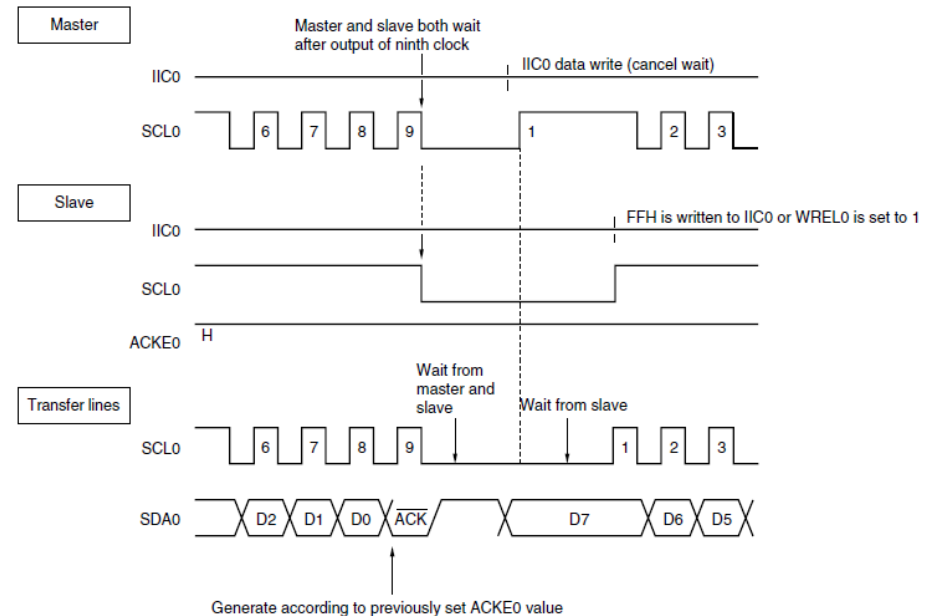 Master
Master and slave both wait
after output of ninth clock
IIC0
IIC0 data write (cancel wait)
SCL0
6 7 8 9 1 2 3
Slave
IIC0
FFH is written to IIC0 or WREL0 is set to 1
SCL0
ACKE0
H
Transfer lines
Wait from
master and
slave
Wait from slave
SCL0
6 7 8 9 1 2 3
SDA0
D2 D1 D0 ACK D7 D6 D5
Generate according to previously set ACKE0 value